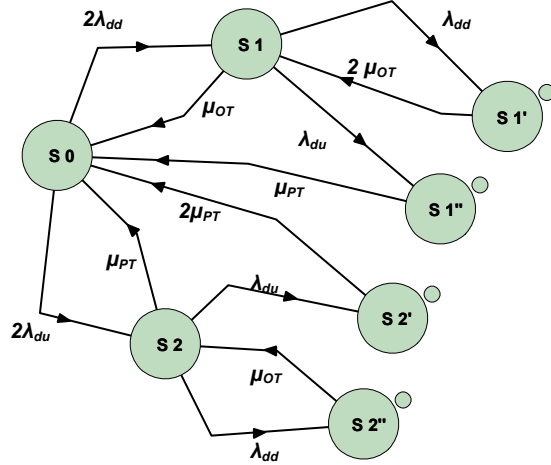 2λdd
S 1
λdd
2 μOT
S 1'
μOT
λdu
S 0
μPT
S 1''
2μPT
μPT
λdu
S 2'
2λdu
S 2
μOT
S 2''
λdd